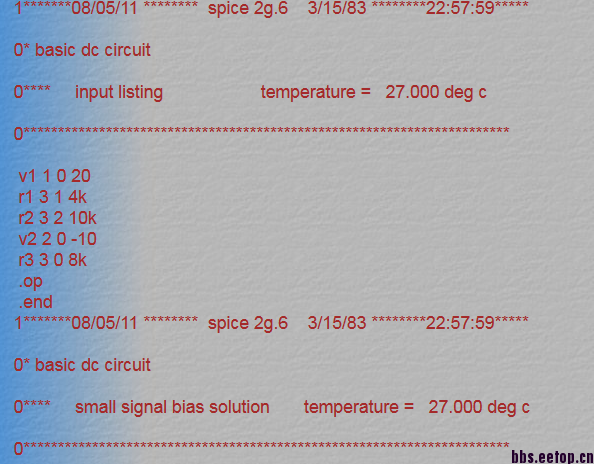 1*******08/05/11 ******** spice 2g.6 3/15/83 ********22:57:59*****
0* basic dc circuit
0**** input listing temperature = 27.000 deg c
0***********************************************************************
v1 1 0 20
r1 3 1 4k
r2 3 2 10k
v2 2 0 -10
r3 3 0 8k
.op
.end
1*******08/05/11 ******** spice 2g.6 3/15/83 ********22:57:59*****
0* basic dc circuit
0**** small signal bias solution temperature = 27.000 deg c
0***********************************************************************
bbs.eetop.cn